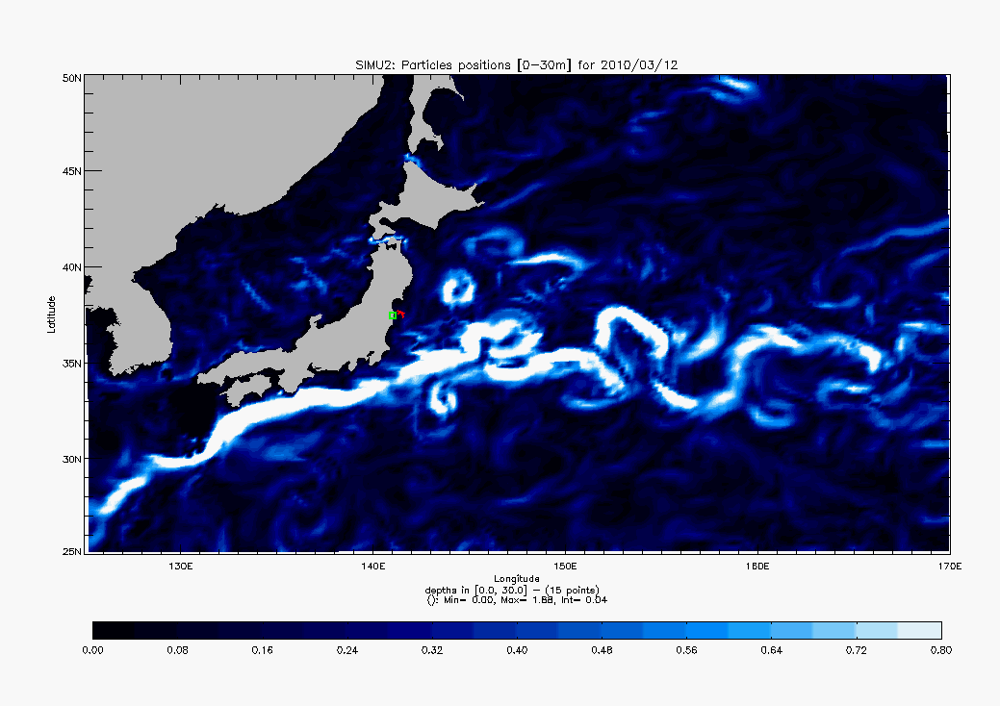 SIMU2: Particles positions [0-30m] for 2010/03/12
50N
45N
40N
35N
30N
25N
Latitude
130E 140E 150E 160E 170E
Longitude
depths in [0.0, 30.0] - (15 points)
(): Min= 0.00, Max= 1.68, Int= 0.04
0.00 0.08 0.16 0.24 0.32 0.40 0.48 0.56 0.64 0.72 0.80